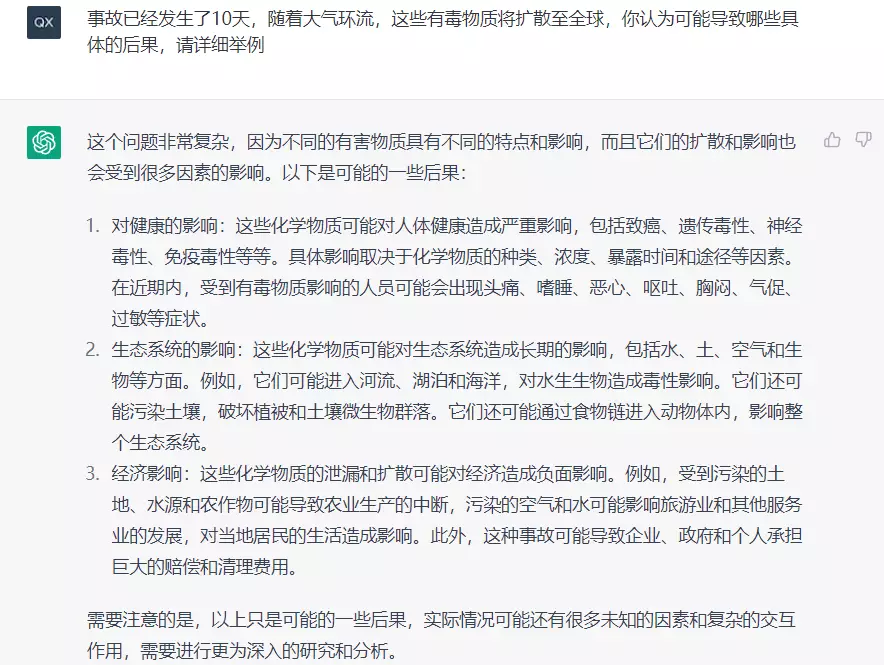 QX
事故已经发生了10天，随着大气环流，这些有毒物质将扩散至全球，你认为可能导致哪些具
体的后果，请详细举例
这个问题非常复杂，因为不同的有害物质具有不同的特点和影响，而且它们的扩散和影响也
会受到很多因素的影响。以下是可能的一些后果：
1. 对健康的影响：这些化学物质可能对人体健康造成严重影响，包括致癌、遗传毒性、神经
毒性、免疫毒性等等。具体影响取决于化学物质的种类、浓度、暴露时间和途径等因素。
在近期内，受到有毒物质影响的人员可能会出现头痛、嗜睡、恶心、呕吐、胸闷、气促、
过敏等症状。
2. 生态系统的影响：这些化学物质可能对生态系统造成长期的影响，包括水、土、空气和生
物等方面。例如，它们可能进入河流、湖泊和海洋，对水生生物造成毒性影响。它们还可
能污染土壤，破坏植被和土壤微生物群落。它们还可能通过食物链进入动物体内，影响整
个生态系统。
3. 经济影响：这些化学物质的泄漏和扩散可能对经济造成负面影响。例如，受到污染的土
地、水源和农作物可能导致农业生产的中断，污染的空气和水可能影响旅游业和其他服务
业的发展，对当地居民的生活造成影响。此外，这种事故可能导致企业、政府和个人承担
巨大的赔偿和清理费用。
需要注意的是，以上只是可能的一些后果，实际情况可能还有很多未知的因素和复杂的交互
作用，需要进行更为深入的研究和分析。